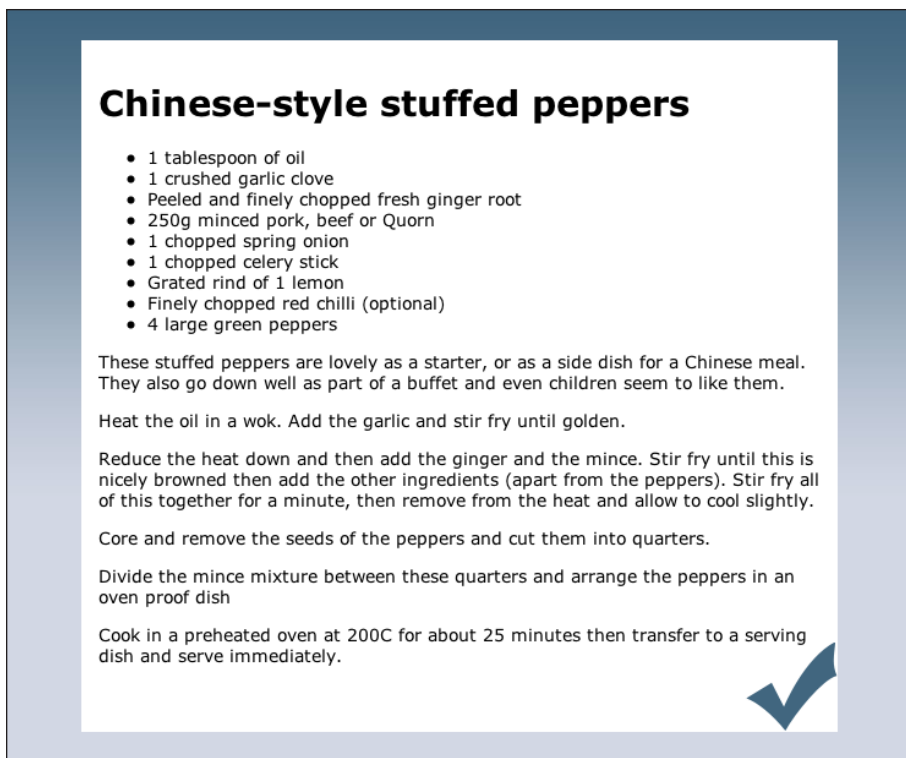 Chinese-style stuffed peppers
• 1 tablespoon of oil
• 1 crushed garlic clove
• Peeled and finely chopped fresh ginger root
• 250g minced pork, beef or Quorn
• 1 chopped spring onion
• 1 chopped celery stick
• Grated rind of 1 lemon
• Finely chopped red chilli (optional)
• 4 large green peppers
These stuffed peppers are lovely as a starter, or as a side dish for a Chinese meal.
They also go down well as part of a buffet and even children seem to like them.
Heat the oil in a wok. Add the garlic and stir fry until golden.
Reduce the heat down and then add the ginger and the mince. Stir fry until this is
nicely browned then add the other ingredients (apart from the peppers). Stir fry all
of this together for a minute, then remove from the heat and allow to cool slightly.
Core and remove the seeds of the peppers and cut them into quarters.
Divide the mince mixture between these quarters and arrange the peppers in an
oven proof dish
Cook in a preheated oven at 200C for about 25 minutes then transfer to a serving
dish and serve immediately.